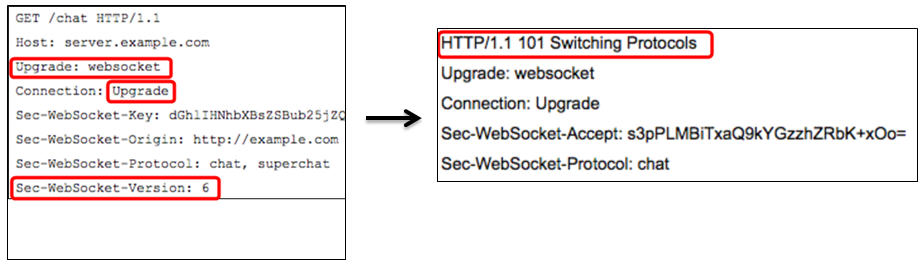 GET /chat HTTP/1.1
Host: server.example.com
Upgrade: websocket
Connection: Upgrade
Sec-WebSocket-Key: dGhlIHNhbXBsZSBub25jZQ
Sec-WebSocket-Origin: http://example.com
Sec-WebSocket-Protocol: chat, superchat
Sec-WebSocket-Version: 6
HTTP/1.1 101 Switching Protocols
Upgrade: websocket
Connection: Upgrade
Sec-WebSocket-Accept: s3pPLMBiTxaQ9kYGzzhZRbK+xOo=
Sec-WebSocket-Protocol: chat